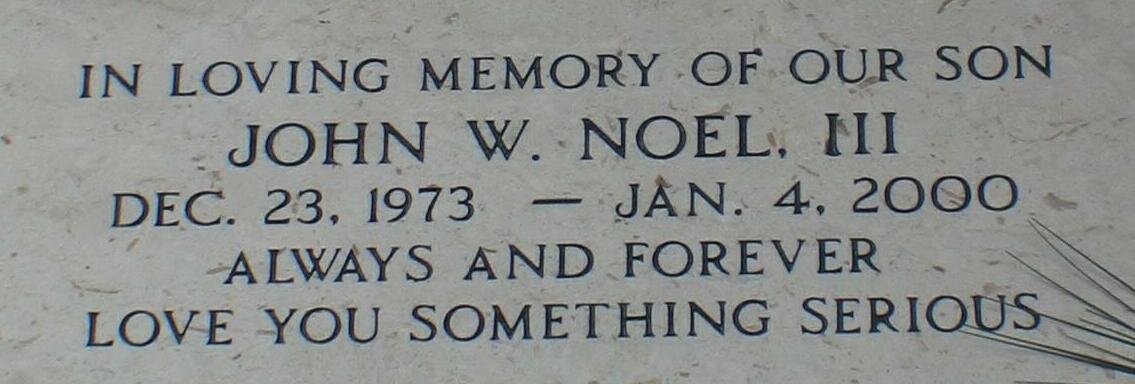 IN LOVING MEMORY OF OUR SON
JOHN W. NOEL, III
DEC. 23, 1973 — JAN. 4, 2000
ALWAYS AND FOREVER
LOVE YOU SOMETHING SERIOUS